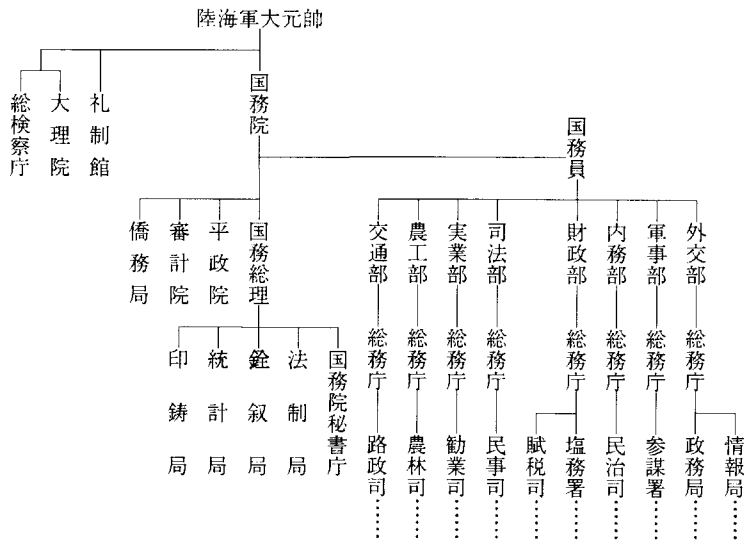 陸海軍大元帥
国務院
礼制館
大理院
総検察庁
国務員
国務総理
平政院
審計院
僑務局
外交部
軍事部
内務部
財政部
司法部
実業部
農工部
交通部
国務院秘書庁
法制局
銓叙局
統計局
印鋳局
総務庁
総務庁
総務庁
総務庁
総務庁
総務庁
総務庁
総務庁
情報局……
政務局……
参謀署……
民治司……
塩務署……
賦税司……
民事司……
勧業司……
農林司……
路政司……